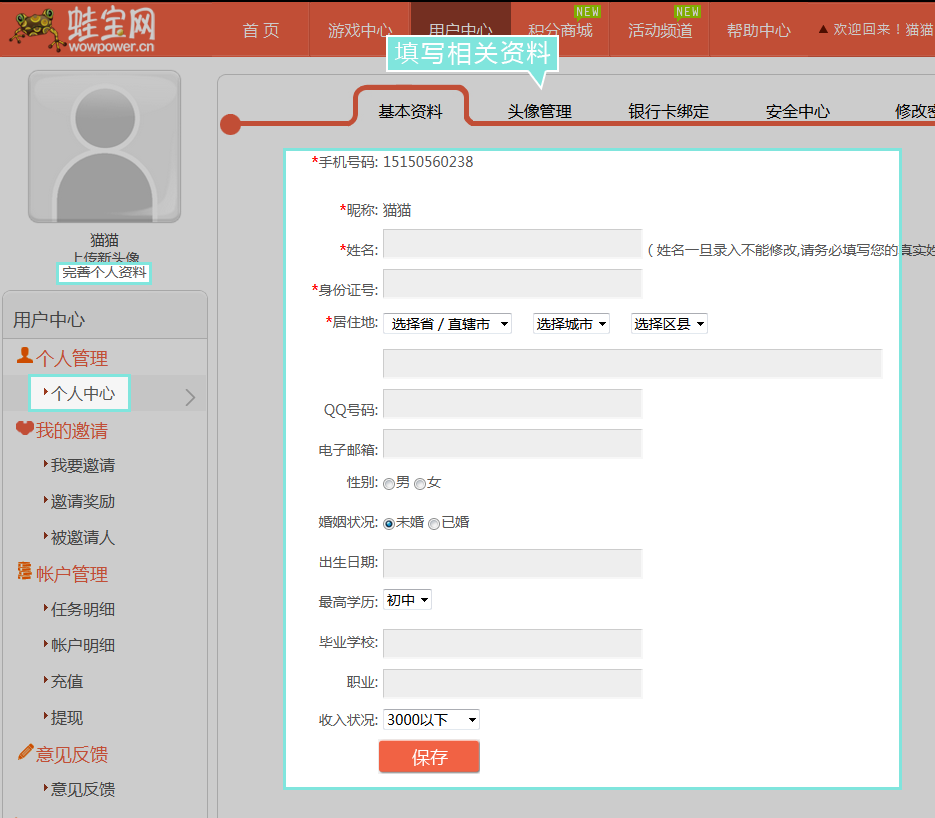 蛙宝网
wowpower.cn
首 页
游戏中心
用户中心
积分商城
NEW
活动频道
NEW
帮助中心
▲ 欢迎回来！猫猫
填写相关资料
基本资料
头像管理
银行卡绑定
安全中心
修改密
猫猫
上传新头像
完善个人资料
用户中心
个人管理
个人中心
我的邀请
我要邀请
邀请奖励
被邀请人
帐户管理
任务明细
帐户明细
充值
提现
意见反馈
意见反馈
*手机号码: 15150560238
*昵称: 猫猫
*姓名: ( 姓名一旦录入不能修改,请务必填写您的真实姓
*身份证号:
*居住地: 选择省 / 直辖市 选择城市 选择区县
QQ号码:
电子邮箱:
性别: 男 女
婚姻状况: 未婚 已婚
出生日期:
最高学历: 初中
毕业学校:
职业:
收入状况: 3000以下
保存